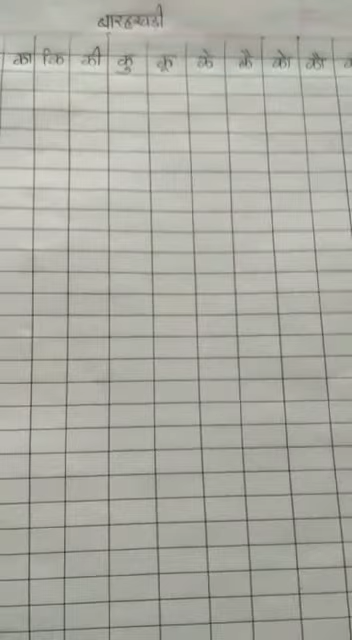 बारहखडी
का कि की कु कू के कै को कौ